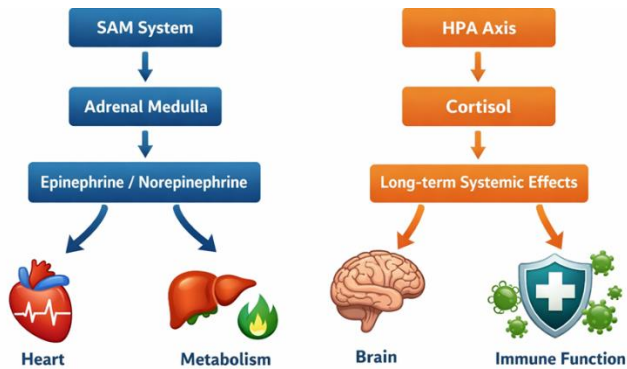 SAM System
HPA Axis
Adrenal Medulla
Cortisol
Epinephrine / Norepinephrine
Long-term Systemic Effects
Heart
Metabolism
Brain
Immune Function